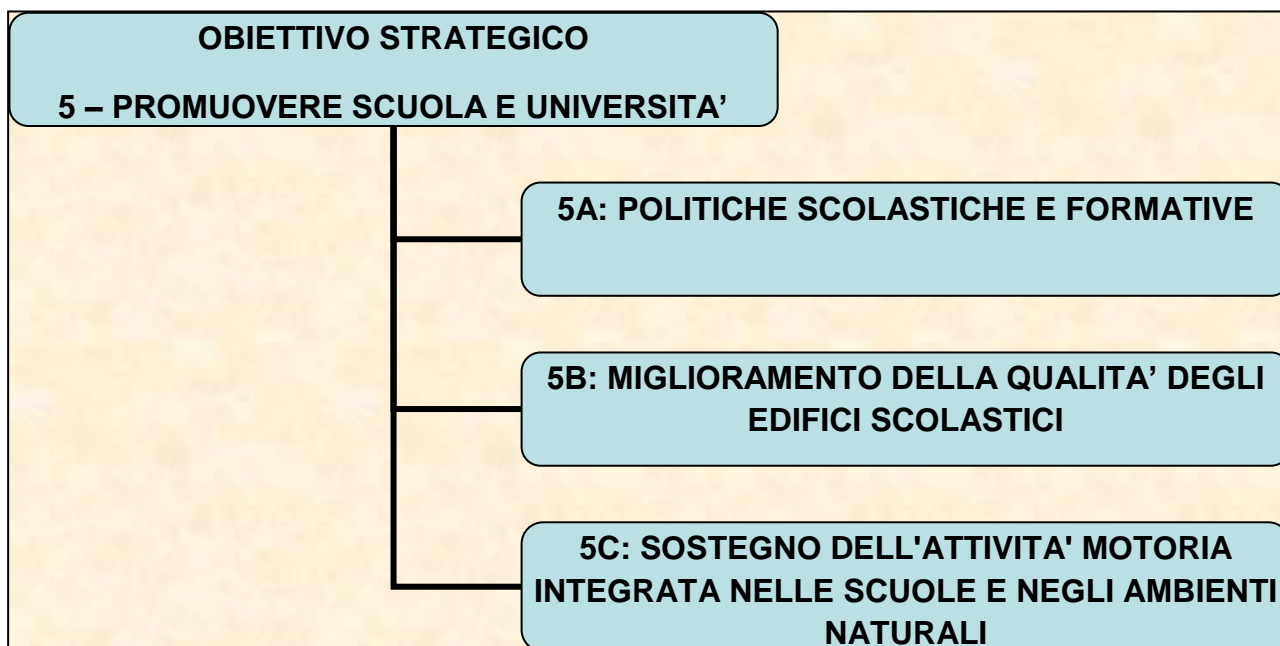 OBIETTIVO STRATEGICO
5 – PROMUOVERE SCUOLA E UNIVERSITA’
5A: POLITICHE SCOLASTICHE E FORMATIVE
5B: MIGLIORAMENTO DELLA QUALITA’ DEGLI
EDIFICI SCOLASTICI
5C: SOSTEGNO DELL'ATTIVITA' MOTORIA
INTEGRATA NELLE SCUOLE E NEGLI AMBIENTI
NATURALI